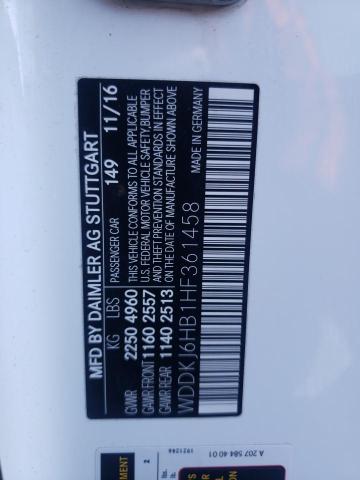 MFD BY DAIMLER AG STUTTGART
KG LBS PASSENGER CAR 149 11/16
GVWR 2250 4960 THIS VEHICLE CONFORMS TO ALL APPLICABLE
GAWR FRONT 1160 2557 U.S. FEDERAL MOTOR VEHICLE SAFETY, BUMPER
GAWR REAR 1140 2513 AND THEFT PREVENTION STANDARDS IN EFFECT
ON THE DATE OF MANUFACTURE SHOWN ABOVE
WDDKJ6HB1HF361458 MADE IN GERMANY
1921246
A 207 584 40 01
2